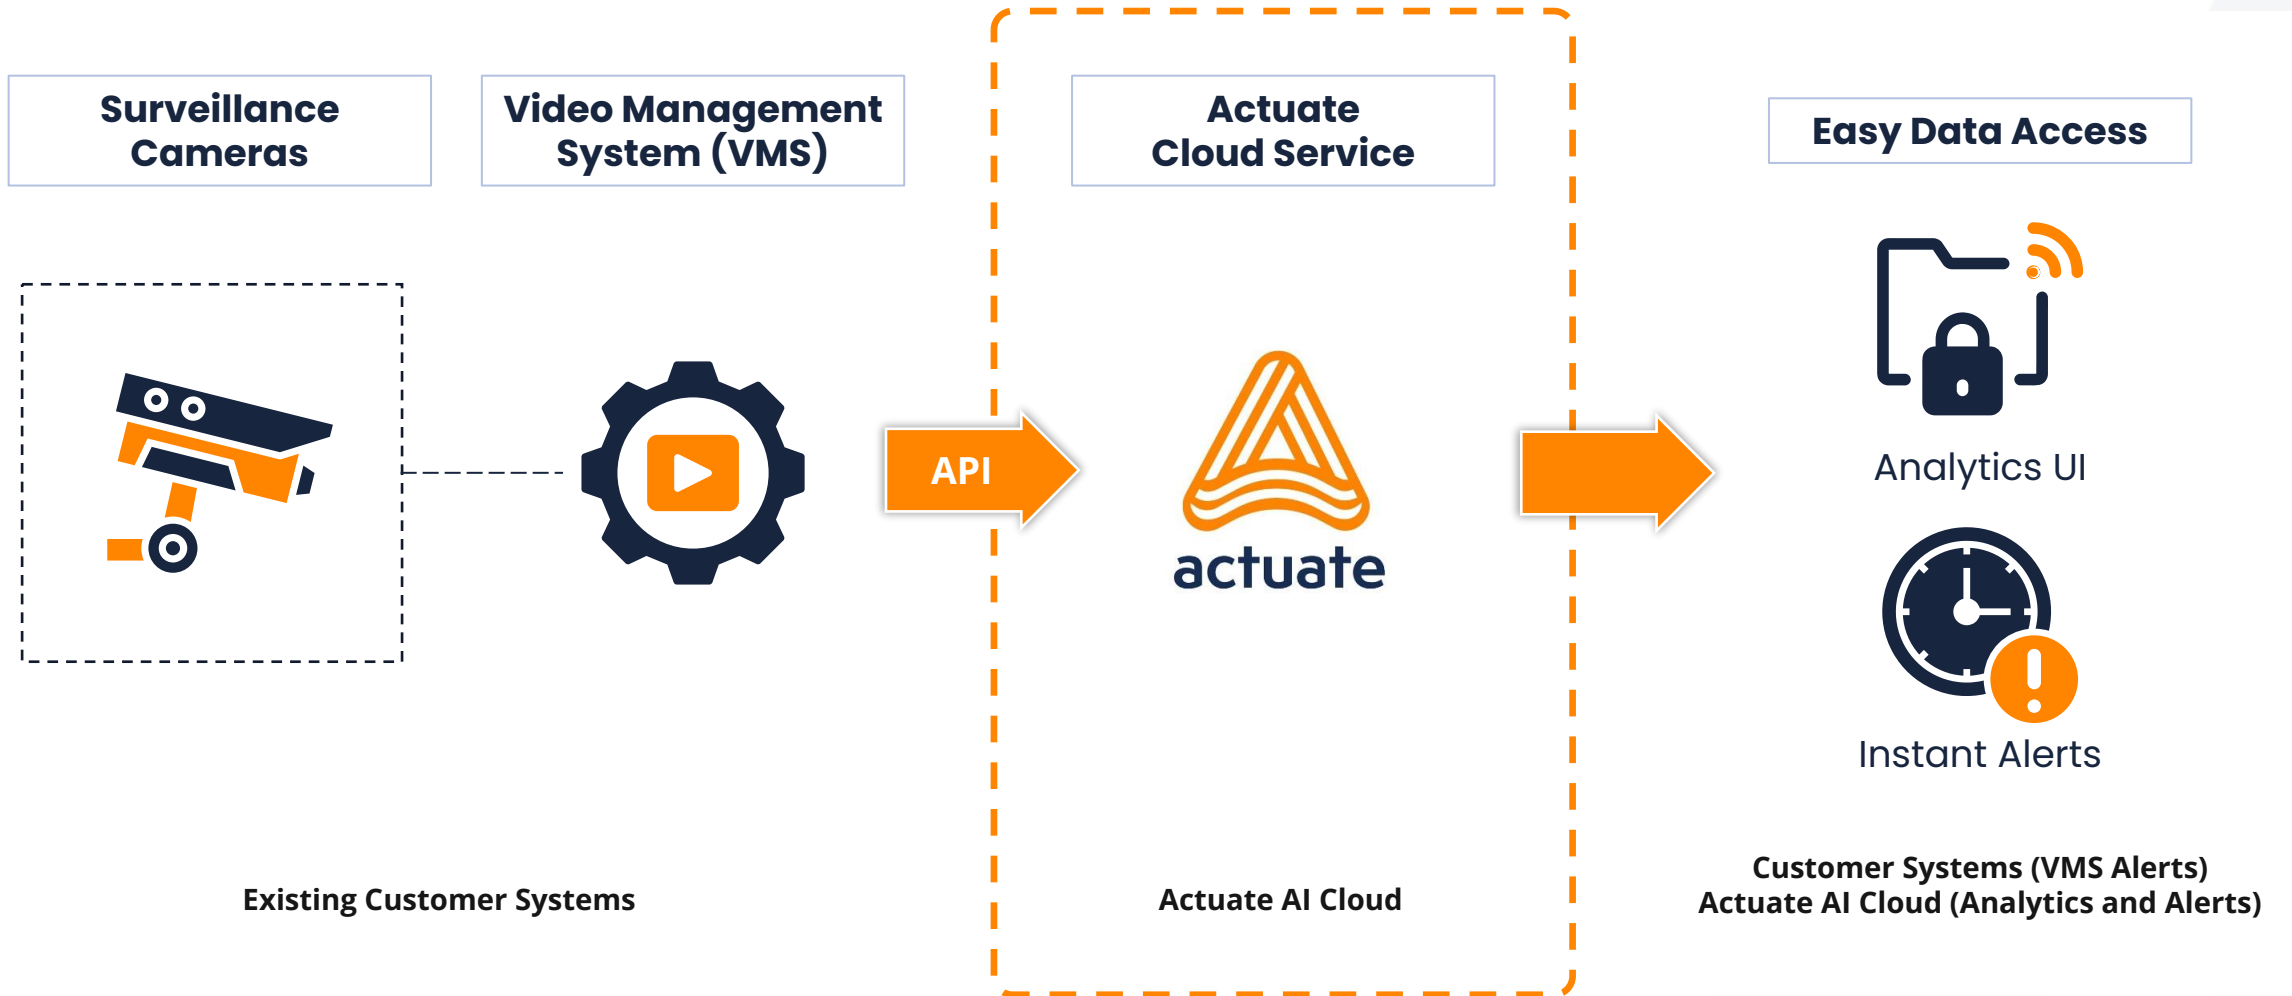 Surveillance
Cameras
Video Management
System (VMS)
Actuate
Cloud Service
Easy Data Access
API
actuate
Analytics UI
Instant Alerts
Existing Customer Systems
Actuate AI Cloud
Customer Systems (VMS Alerts)
Actuate AI Cloud (Analytics and Alerts)